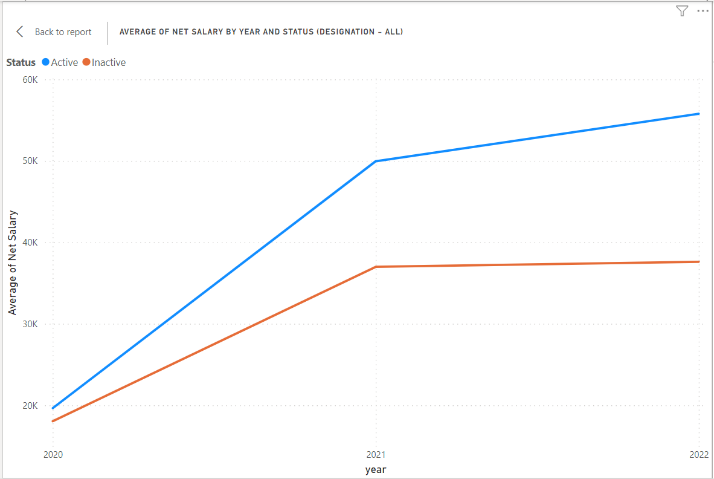 Back to report
AVERAGE OF NET SALARY BY YEAR AND STATUS (DESIGNATION - ALL)
Status Active Inactive
60K
50K
40K
30K
20K
Average of Net Salary
2020 2021 2022
year